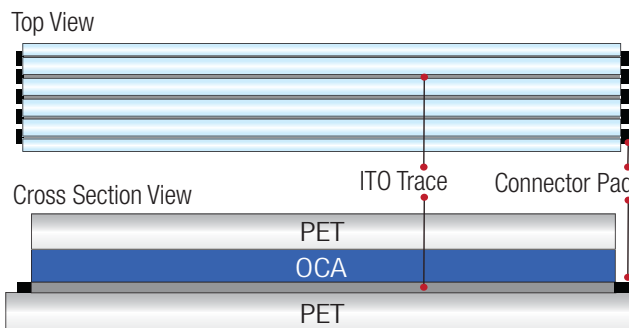 Top View
ITO Trace
Connector Pad
Cross Section View
PET
OCA
PET